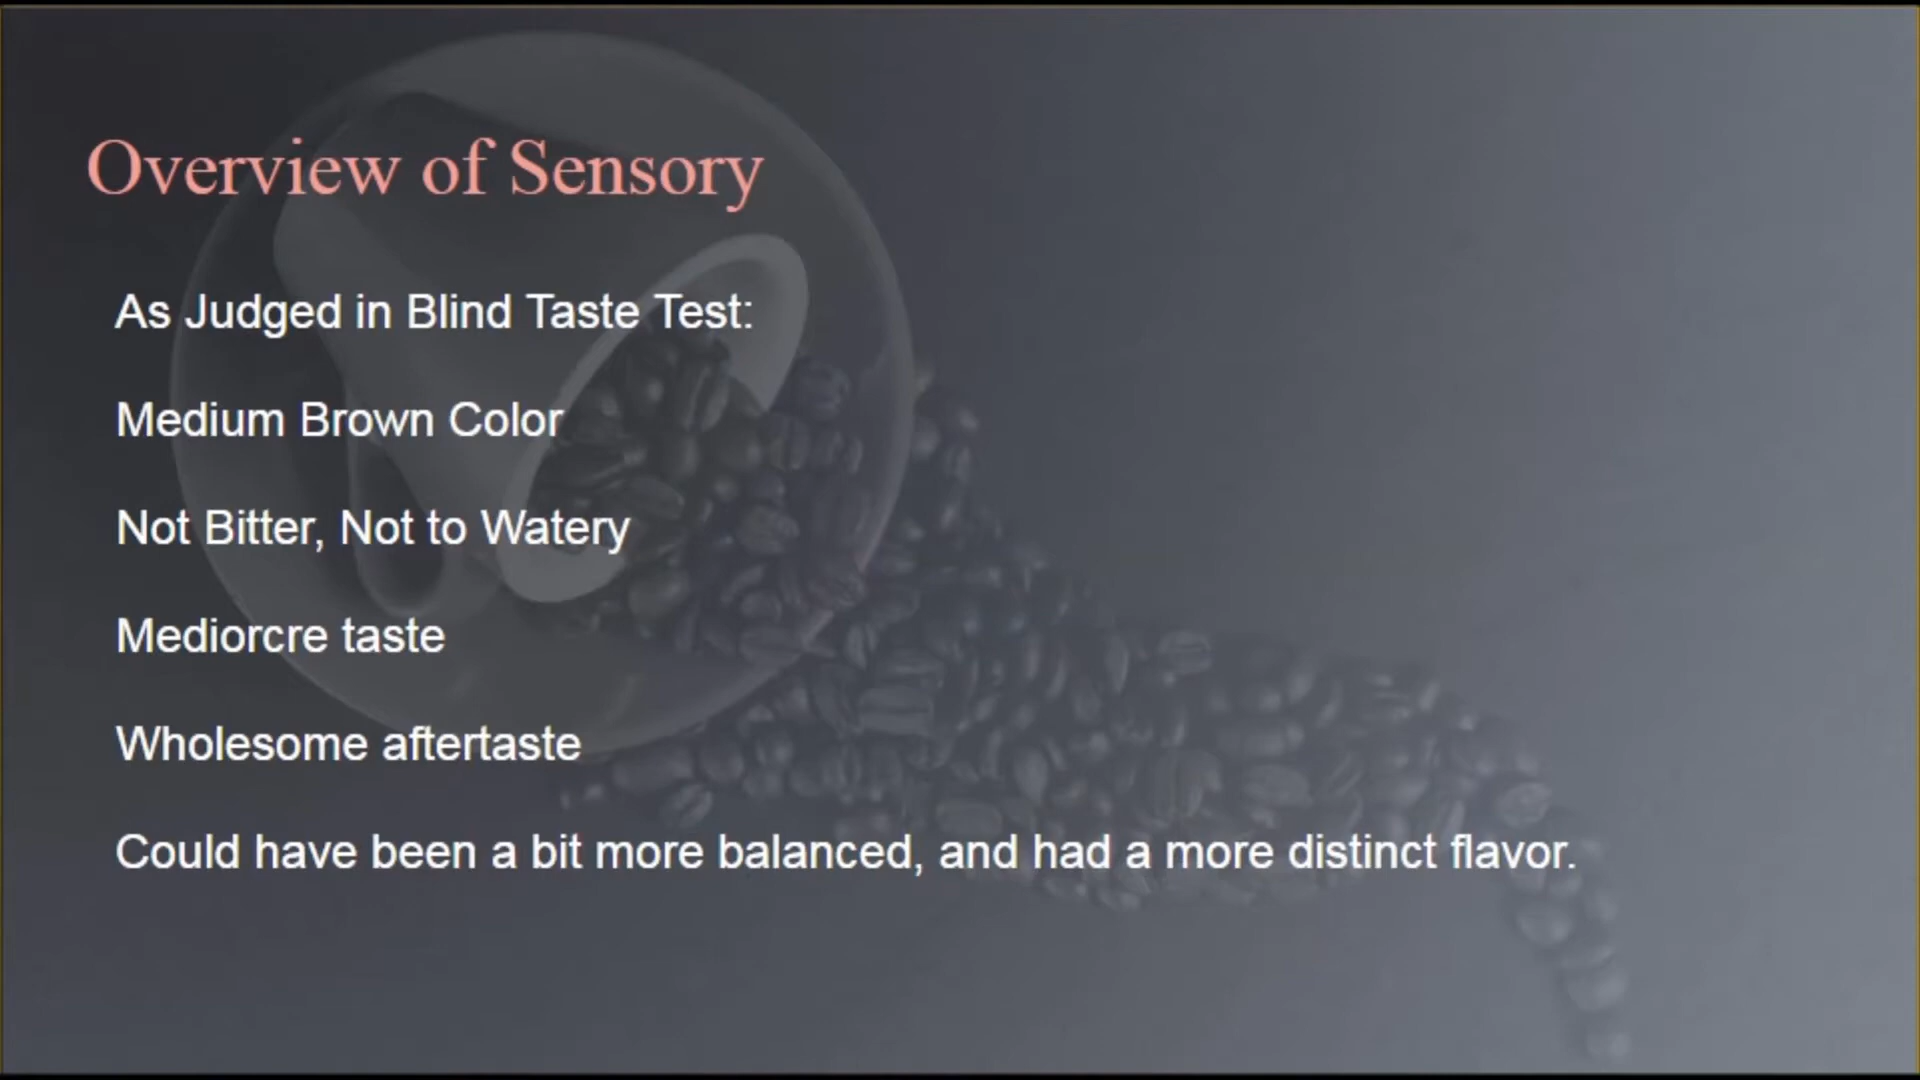 Overview of Sensory
As Judged in Blind Taste Test:
Medium Brown Color
Not Bitter, Not to Watery
Mediorcre taste
Wholesome aftertaste
Could have been a bit more balanced, and had a more distinct flavor.